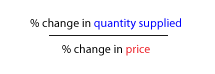 % change in quantity supplied
% change in price